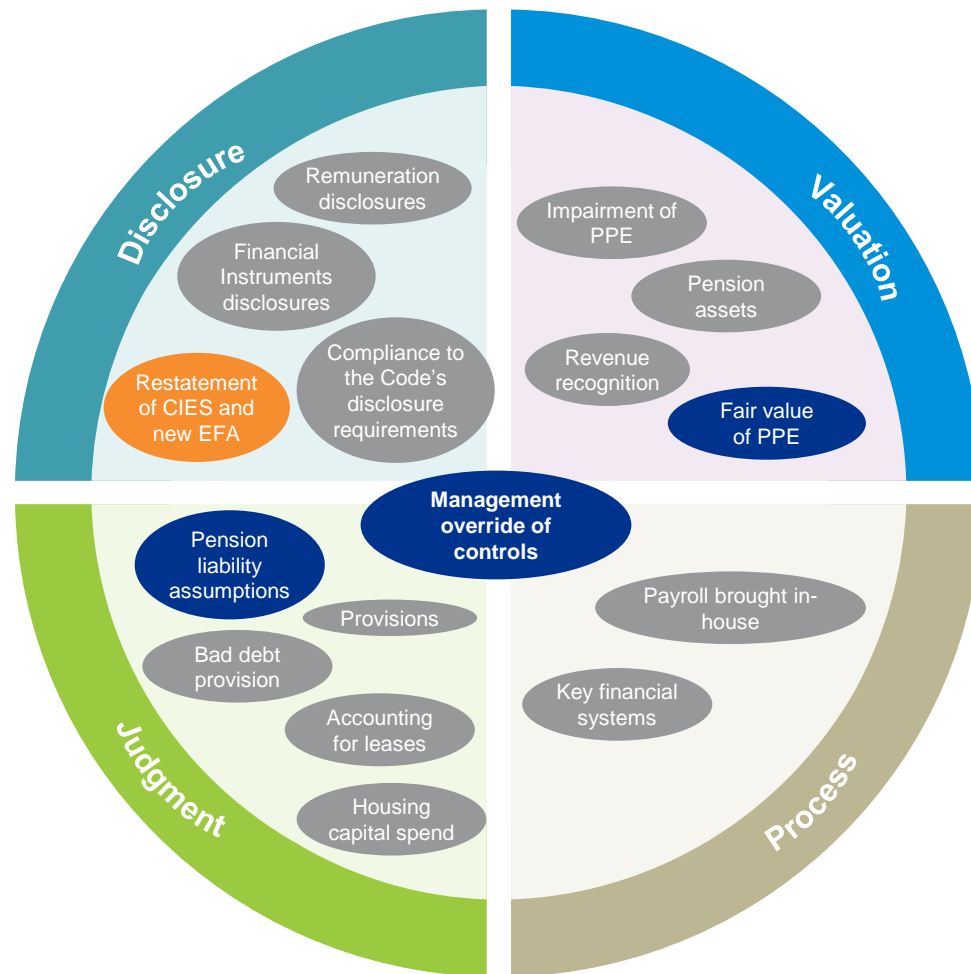 Disclosure
Remuneration
disclosures
Financial
Instruments
disclosures
Restatement
of CIES and
new EFA
Compliance to
the Code's
disclosure
requirements
Valuation
Impairment of
PPE
Pension
assets
Revenue
recognition
Fair value
of PPE
Management
override of
controls
Judgment
Pension
liability
assumptions
Provisions
Bad debt
provision
Accounting
for leases
Housing
capital spend
Process
Payroll brought in-
house
Key financial
systems